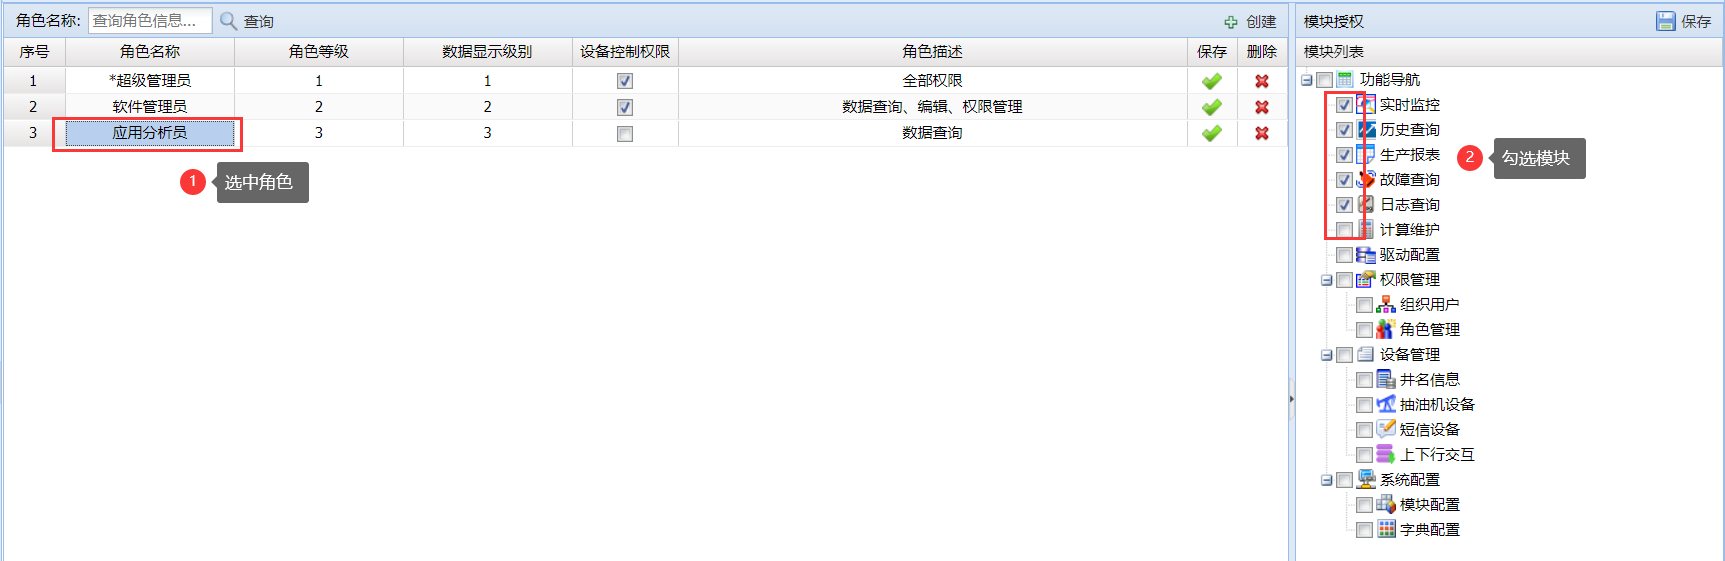 角色名称: 查询角色信息... 查询 创建
序号 角色名称 角色等级 数据显示级别 设备控制权限 角色描述 保存 删除
1 *超级管理员 1 1 全部权限
2 软件管理员 2 2 数据查询、编辑、权限管理
3 应用分析员 3 3 数据查询
1 选中角色
模块授权 保存
模块列表
功能导航
实时监控
历史查询
生产报表
2 勾选模块
故障查询
日志查询
计算维护
驱动配置
权限管理
组织用户
角色管理
设备管理
井名信息
抽油机设备
短信设备
上下行交互
系统配置
模块配置
字典配置